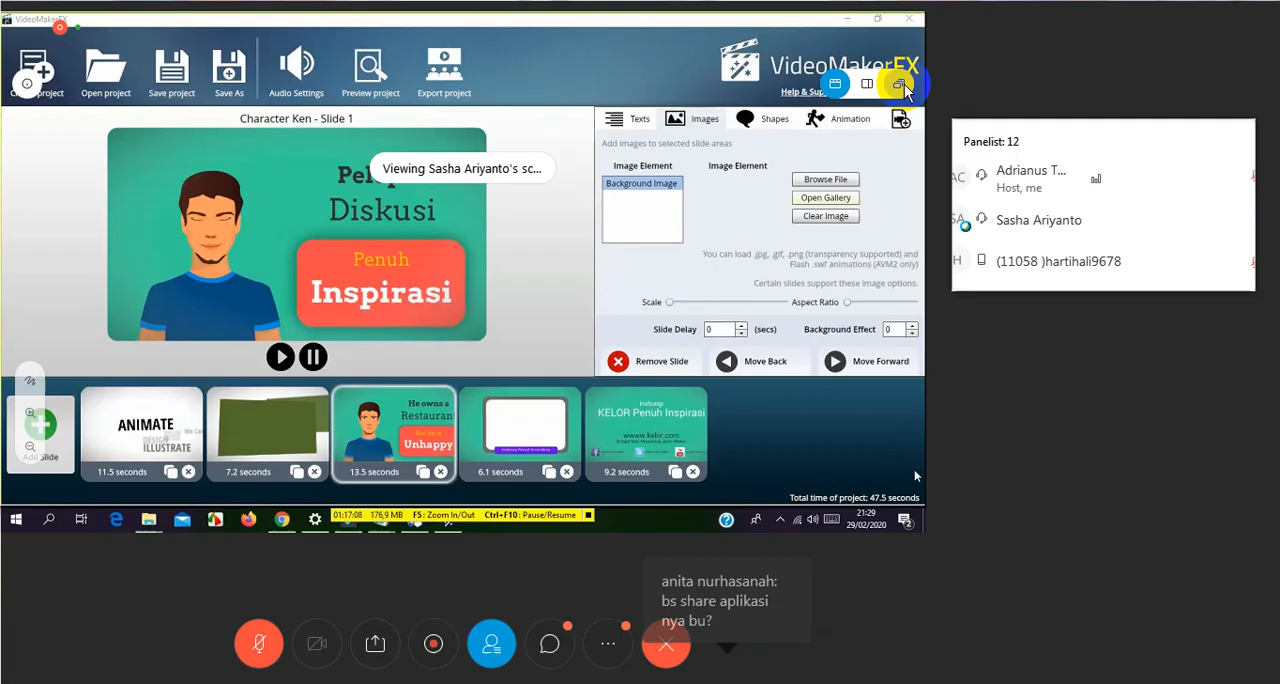 VideoMakerFX
Open project
Save project
Save As
Audio Settings
Preview project
Export project
VideoMakerFX
Character Ken - Slide 1
Viewing Sasha Ariyanto's sc...
Diskusi
Penuh
Inspirasi
Texts
Images
Shapes
Animation
Add images to selected slide areas
Image Element
Image Element
Background Image
Browse File
Open Gallery
Clear Image
You can load .jpg, .gif, .png (transparency supported) and
Flash .swf animations (AVM2 only)
Certain slides support these image options.
Scale
Aspect Ratio
Slide Delay 0 (secs)
Background Effect 0
Remove Slide
Move Back
Move Forward
Panelist: 12
AC Adrianus T...
Host, me
SA Sasha Ariyanto
H (11058 )hartihali9678
Add Slide
ANIMATE
ILLUSTRATE
11.5 seconds
7.2 seconds
He owns a
Restaurant
Unhappy
13.5 seconds
6.1 seconds
Hubungi
KELOR Penuh Inspirasi
www.kelor.com
9.2 seconds
Total time of project: 47.5 seconds
01:17:08 176,9 MB F5: Zoom In/Out Ctrl+F10: Pause/Resume
21:29
29/02/2020
2
anita nurhasanah:
bs share aplikasi
nya bu?